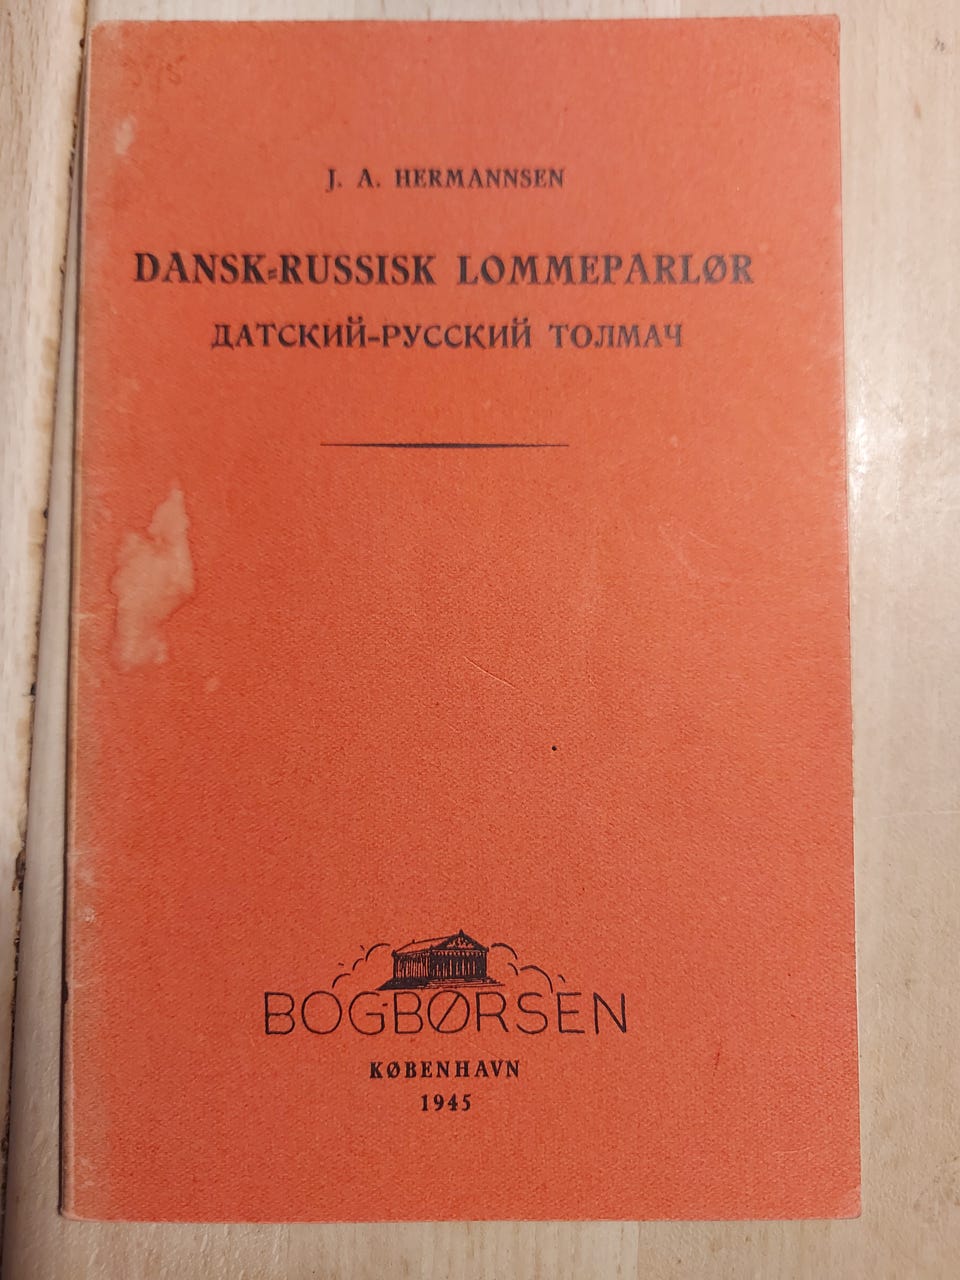 J. A. HERMANNSEN
DANSK-RUSSISK LOMMEPARLØR
ДАТСКИЙ-РУССКИЙ ТОЛМАЧ
BOGBØRSEN
KØBENHAVN
1945